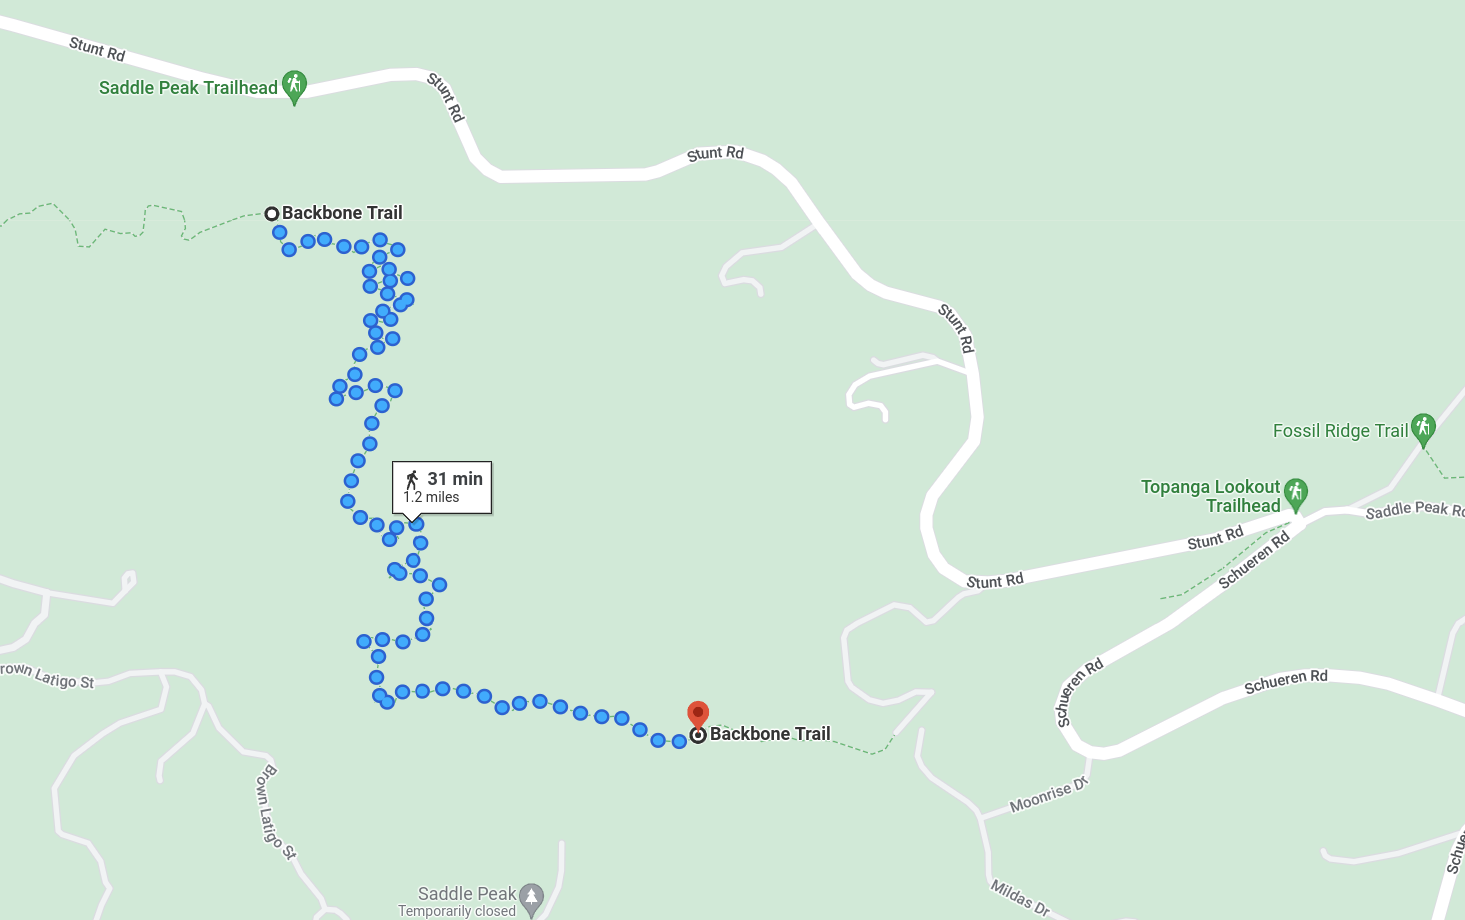 Stunt Rd
Saddle Peak Trailhead
Stunt Rd
Stunt Rd
Backbone Trail
Stunt Rd
Fossil Ridge Trail
31 min
1.2 miles
Topanga Lookout
Trailhead
Saddle Peak Rd
Stunt Rd
Schueren Rd
Stunt Rd
rown Latigo St
Schueren Rd
Schueren Rd
Backbone Trail
Moonrise Dr
Brown Latigo St
Schuer
Saddle Peak
Temporarily closed
Mildas Dr